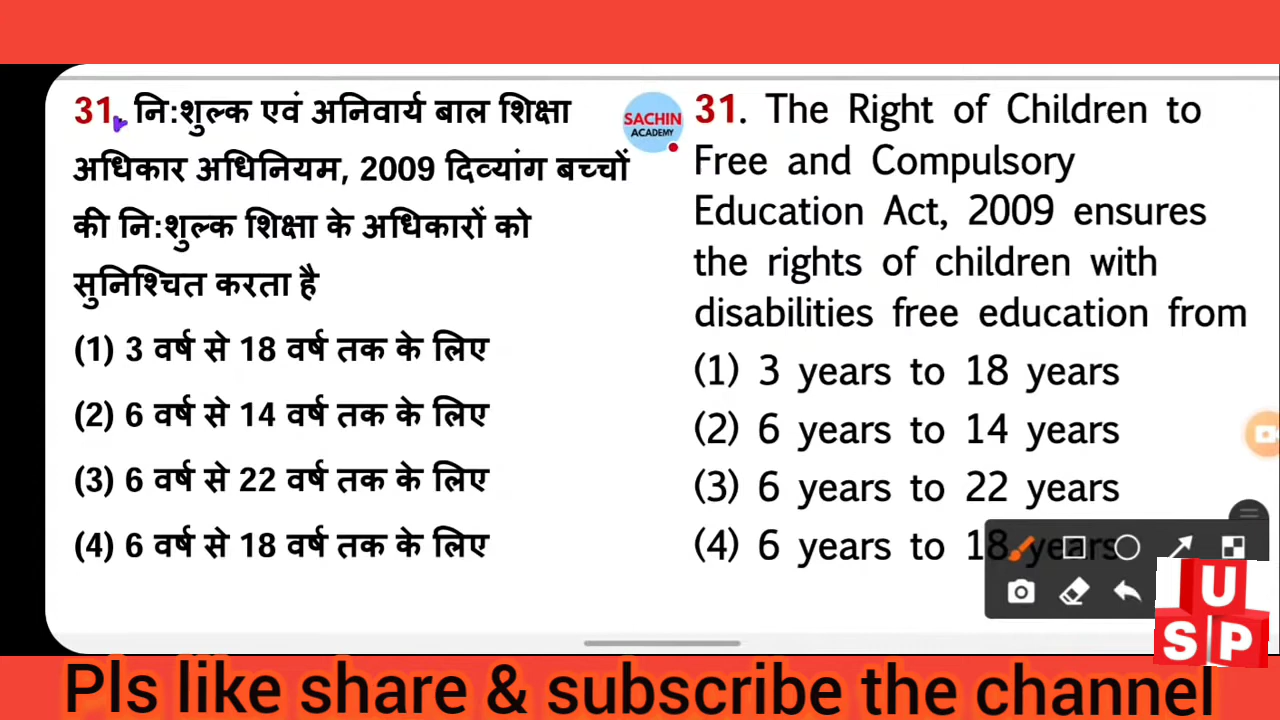 31. नि:शुल्क एवं अनिवार्य बाल शिक्षा
अधिकार अधिनियम, 2009 दिव्यांग बच्चों
की नि:शुल्क शिक्षा के अधिकारों को
सुनिश्चित करता है
(1) 3 वर्ष से 18 वर्ष तक के लिए
(2) 6 वर्ष से 14 वर्ष तक के लिए
(3) 6 वर्ष से 22 वर्ष तक के लिए
(4) 6 वर्ष से 18 वर्ष तक के लिए
SACHIN
ACADEMY
31. The Right of Children to
Free and Compulsory
Education Act, 2009 ensures
the rights of children with
disabilities free education from
(1) 3 years to 18 years
(2) 6 years to 14 years
(3) 6 years to 22 years
(4) 6 years to 18 years
U
S P
Pls like share & subscribe the channel